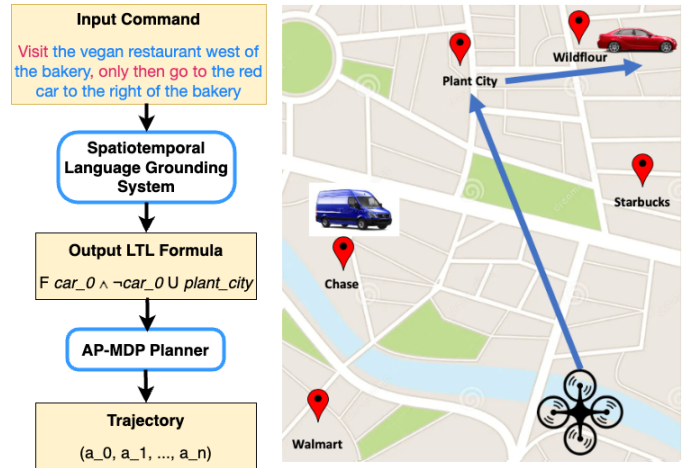 Input Command
Visit the vegan restaurant west of
the bakery, only then go to the red
car to the right of the bakery
Spatiotemporal
Language Grounding
System
Output LTL Formula
F car_0 ∧ ¬car_0 U plant_city
AP-MDP Planner
Trajectory
(a_0, a_1, ..., a_n)
Wildflour
Plant City
Starbucks
Chase
Walmart